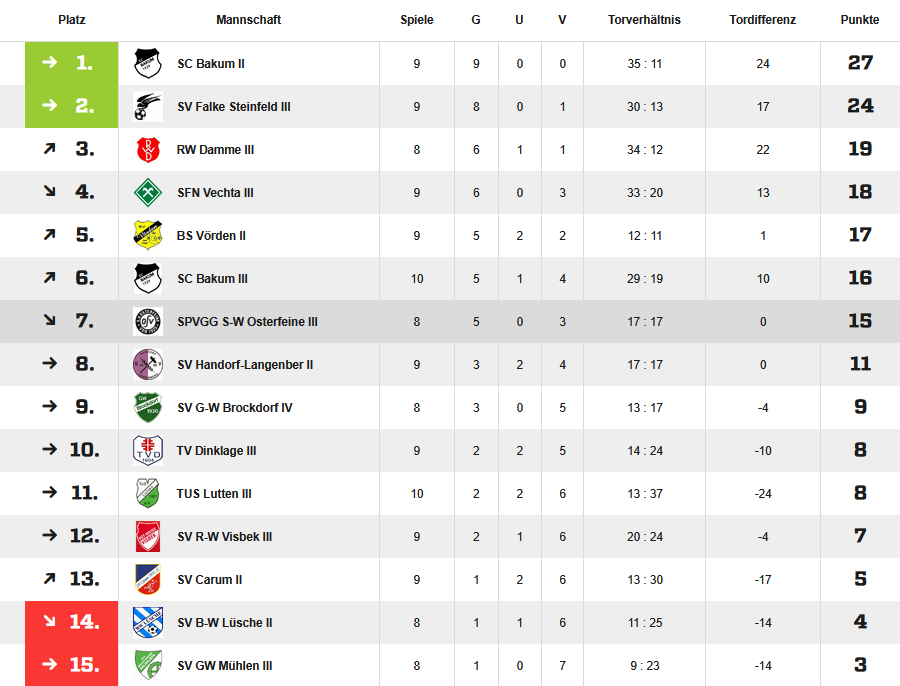 Platz Mannschaft Spiele G U V Torverhältnis Tordifferenz Punkte
1. SC Bakum II 9 9 0 0 35 : 11 24 27
2. SV Falke Steinfeld III 9 8 0 1 30 : 13 17 24
3. RW Damme III 8 6 1 1 34 : 12 22 19
4. SFN Vechta III 9 6 0 3 33 : 20 13 18
5. BS Vörden II 9 5 2 2 12 : 11 1 17
6. SC Bakum III 10 5 1 4 29 : 19 10 16
7. SPVGG S-W Osterfeine III 8 5 0 3 17 : 17 0 15
8. SV Handorf-Langenber II 9 3 2 4 17 : 17 0 11
9. SV G-W Brockdorf IV 8 3 0 5 13 : 17 -4 9
10. TV Dinklage III 9 2 2 5 14 : 24 -10 8
11. TUS Lutten III 10 2 2 6 13 : 37 -24 8
12. SV R-W Visbek III 9 2 1 6 20 : 24 -4 7
13. SV Carum II 9 1 2 6 13 : 30 -17 5
14. SV B-W Lüsche II 8 1 1 6 11 : 25 -14 4
15. SV GW Mühlen III 8 1 0 7 9 : 23 -14 3